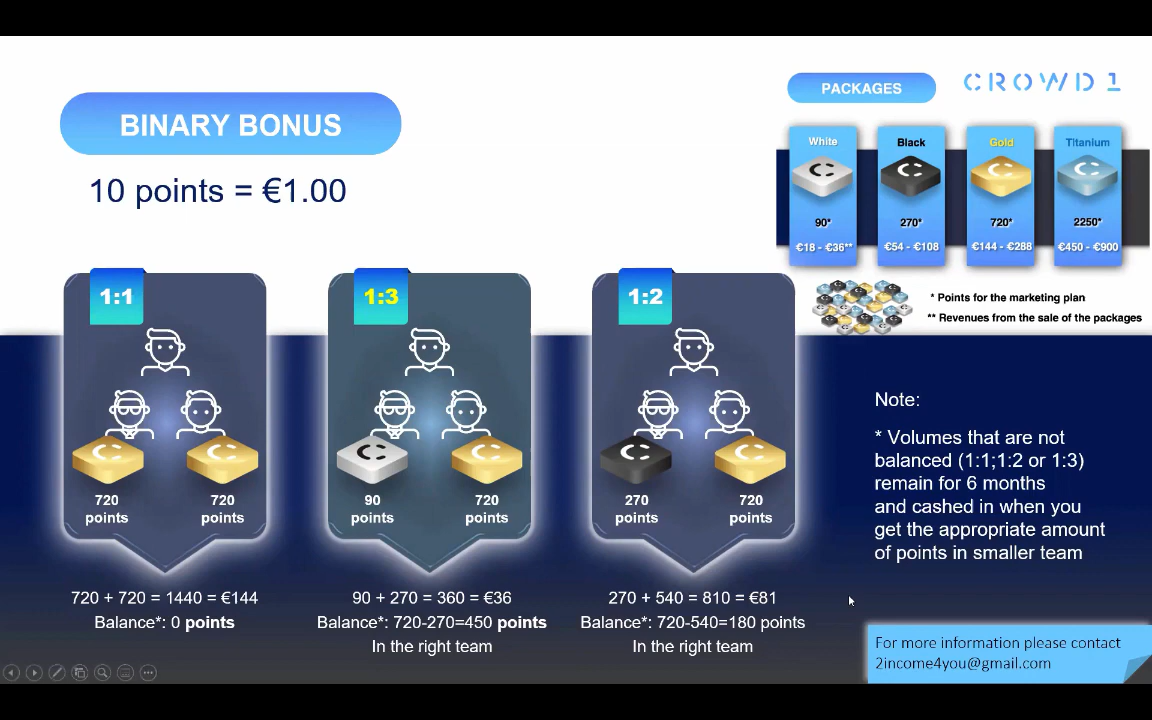 BINARY BONUS
10 points = €1.00
PACKAGES
CROWD 1
White
Black
Gold
Titanium
90*
270*
720*
2250*
€18 - €36**
€54 - €108
€144 - €288
€450 - €900
* Points for the marketing plan
** Revenues from the sale of the packages
1:1
1:3
1:2
720
points
720
points
90
points
720
points
270
points
720
points
720 + 720 = 1440 = €144
Balance*: 0 points
90 + 270 = 360 = €36
Balance*: 720-270=450 points
In the right team
270 + 540 = 810 = €81
Balance*: 720-540=180 points
In the right team
Note:
* Volumes that are not
balanced (1:1;1:2 or 1:3)
remain for 6 months
and cashed in when you
get the appropriate amount
of points in smaller team
For more information please contact
2income4you@gmail.com